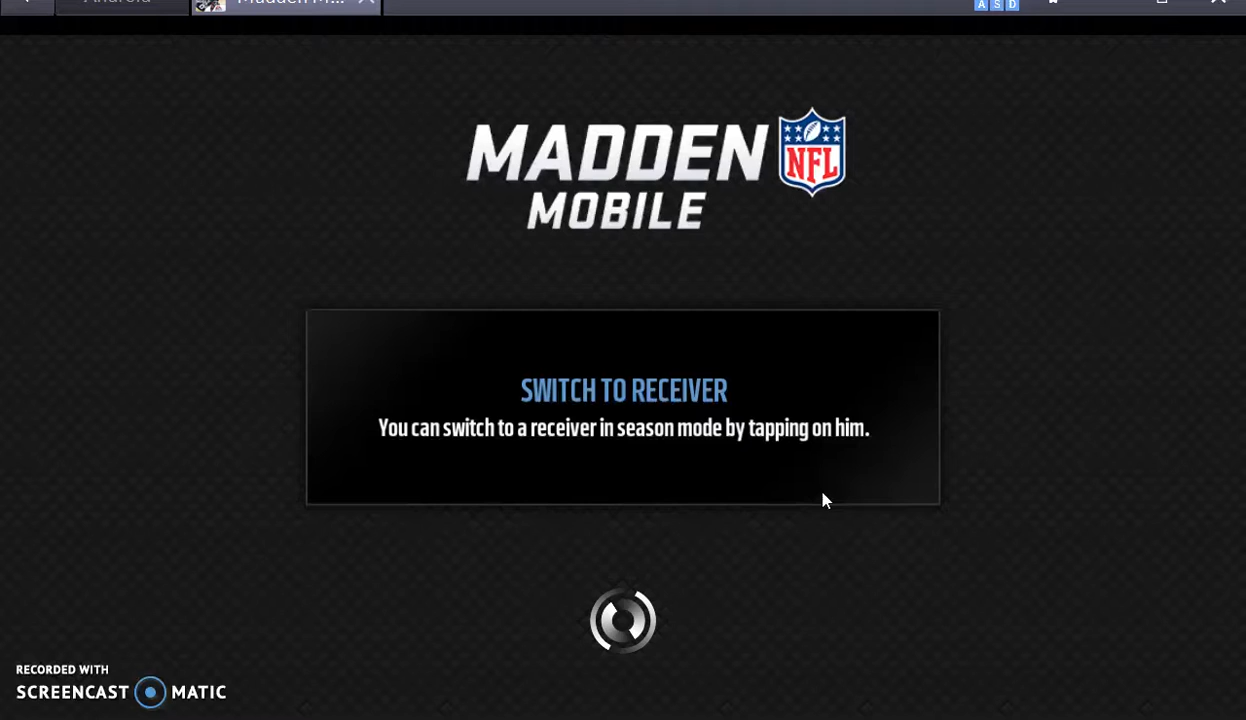 Madden M...
A S D
MADDEN
NFL
MOBILE
SWITCH TO RECEIVER
You can switch to a receiver in season mode by tapping on him.
RECORDED WITH
SCREENCAST MATIC